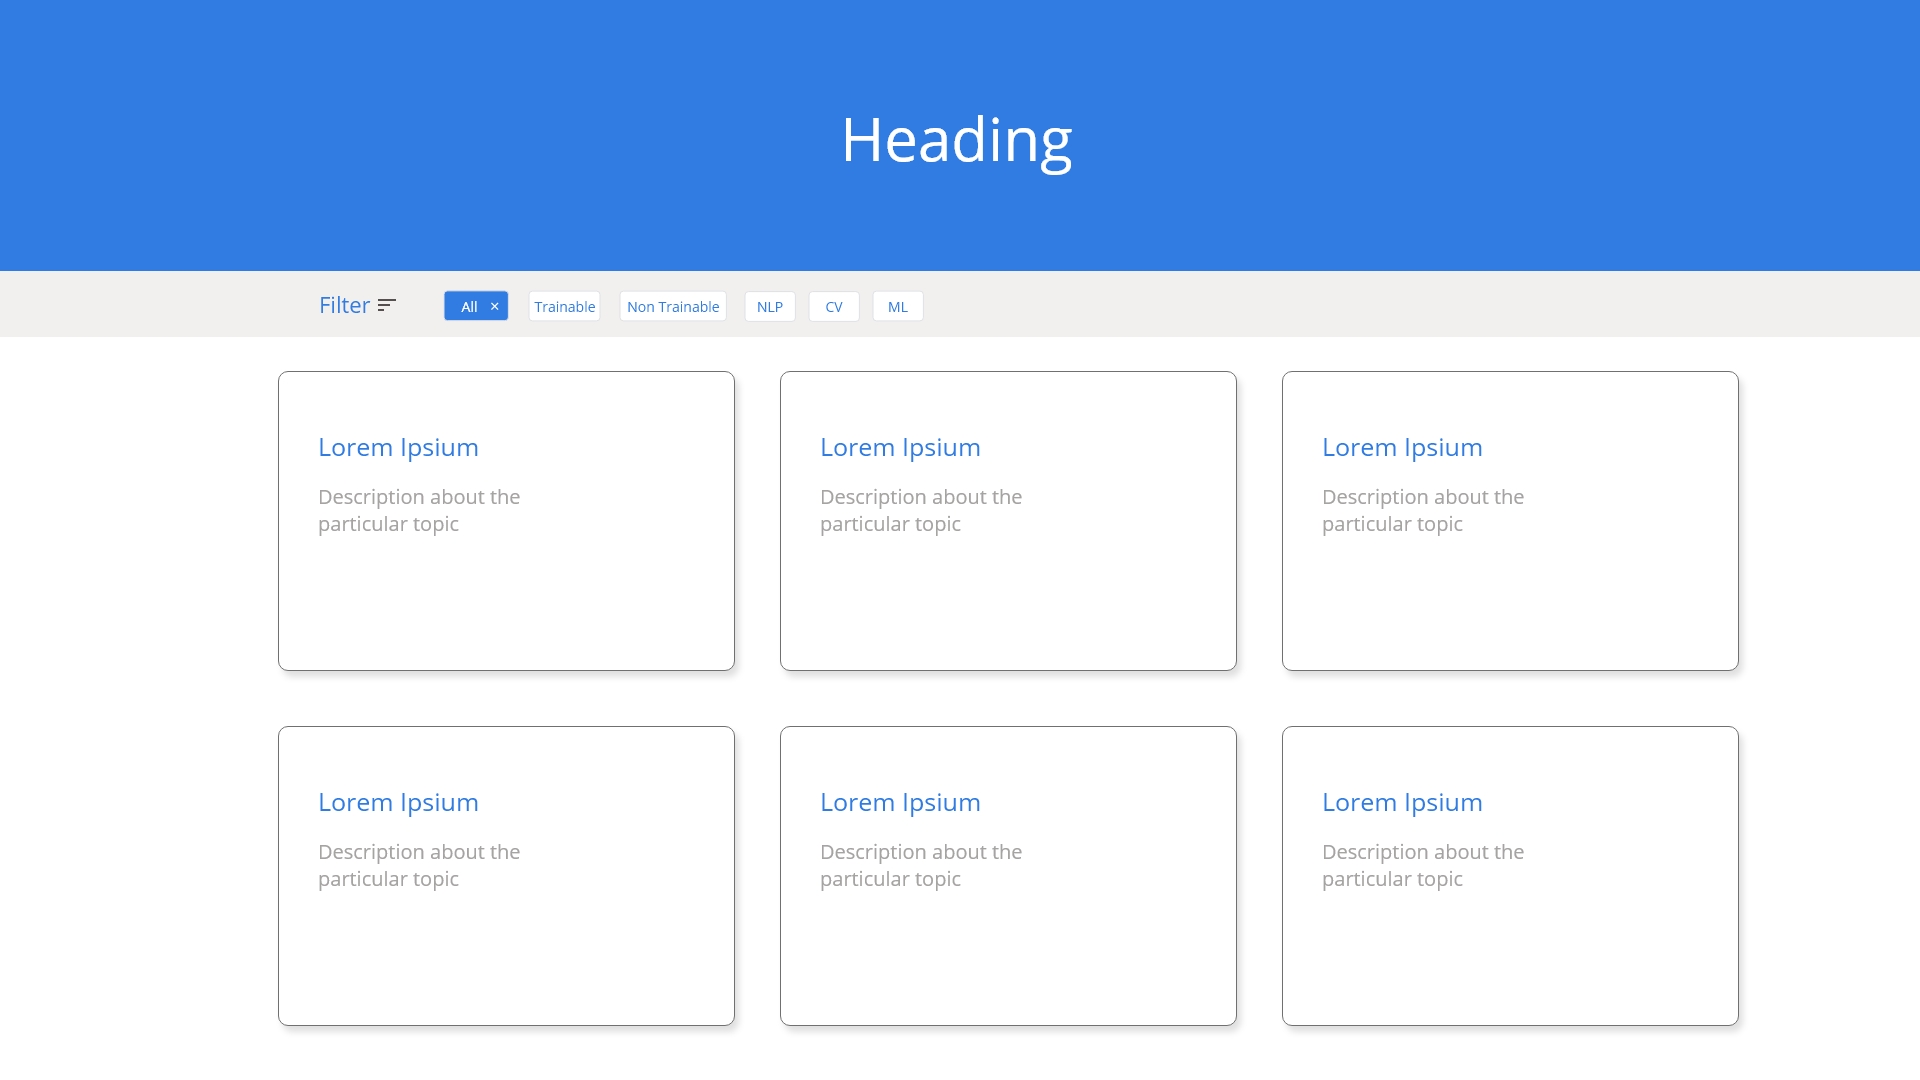 Heading
Filter
All ×
Trainable
Non Trainable
NLP
CV
ML
Lorem Ipsium
Description about the
particular topic
Lorem Ipsium
Description about the
particular topic
Lorem Ipsium
Description about the
particular topic
Lorem Ipsium
Description about the
particular topic
Lorem Ipsium
Description about the
particular topic
Lorem Ipsium
Description about the
particular topic